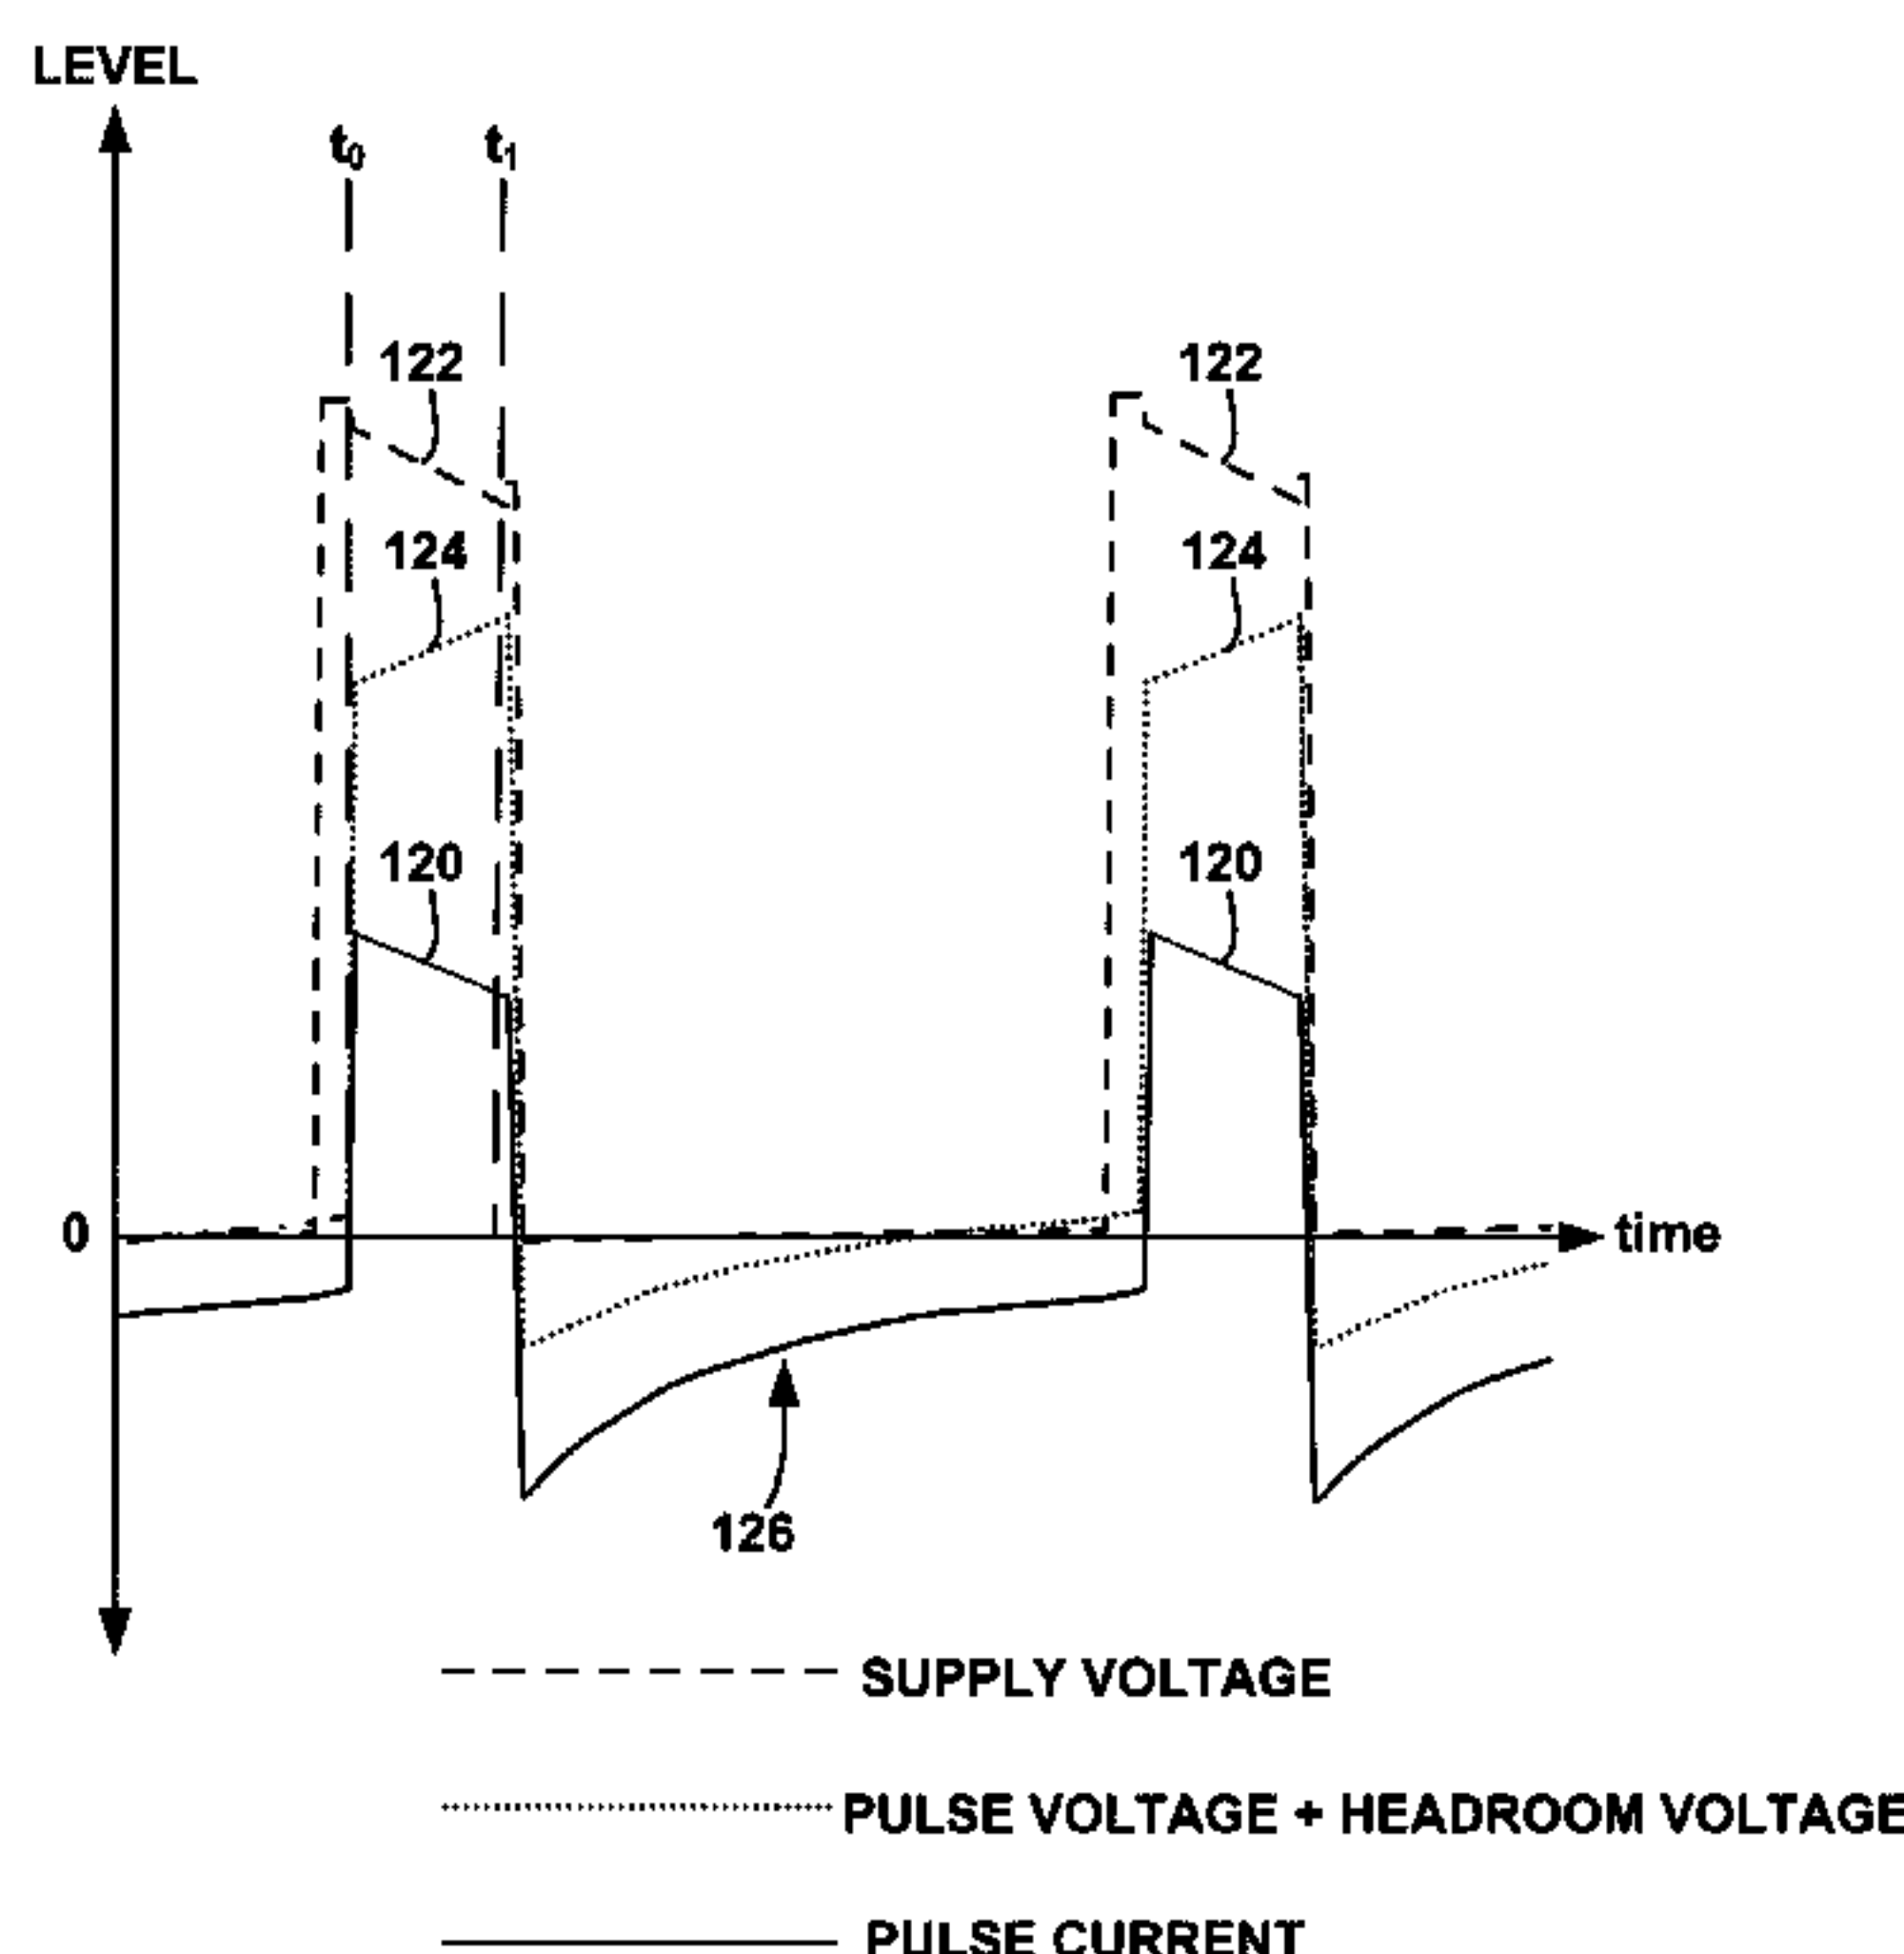 LEVEL
t0 t1
122 122
124 124
120 120
0 time
126
SUPPLY VOLTAGE
PULSE VOLTAGE + HEADROOM VOLTAGE
PULSE CURRENT